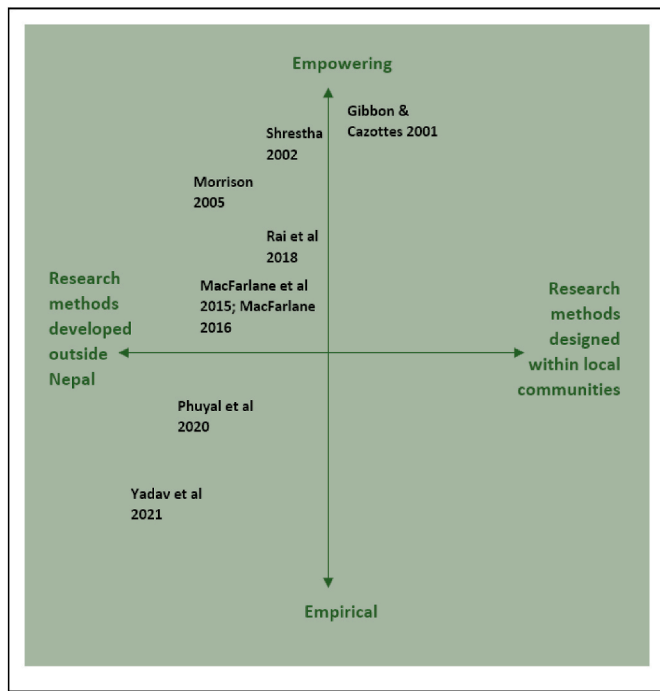 Empowering
Gibbon &
Cazottes 2001
Shrestha
2002
Morrison
2005
Rai et al
2018
MacFarlane et al
2015; MacFarlane
2016
Research
methods
developed
outside
Nepal
Research
methods
designed
within local
communities
Phuyal et al
2020
Yadav et al
2021
Empirical